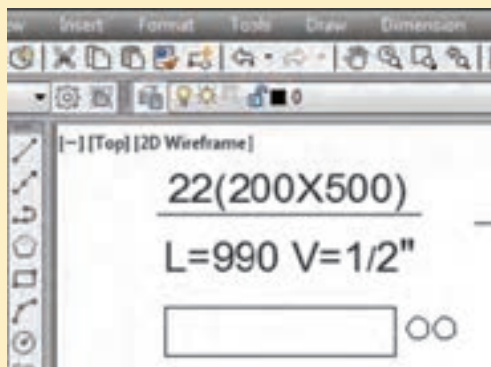 Insert Format Tools Draw Dimension
0
[−] [Top] [2D Wireframe]
22(200X500)
L=990 V=1/2"